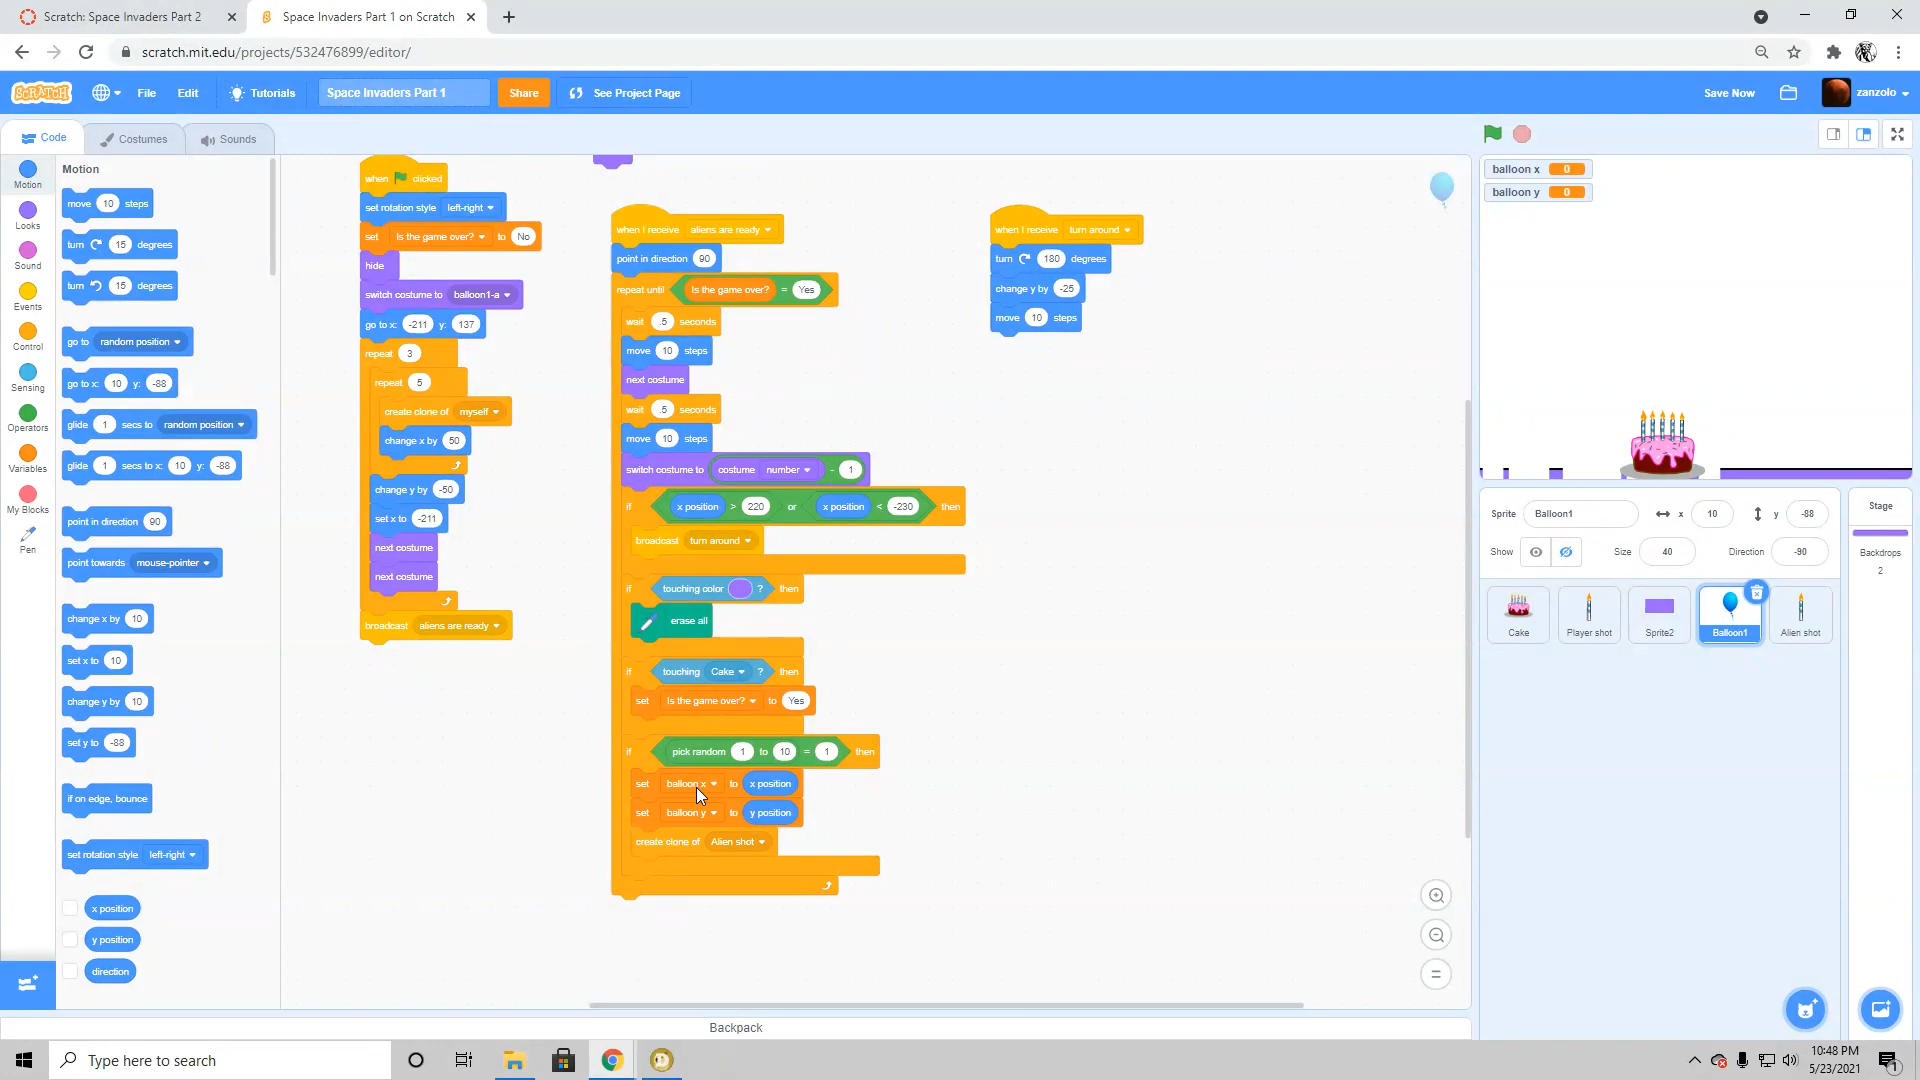 Scratch: Space Invaders Part 2
Space Invaders Part 1 on Scratch
scratch.mit.edu/projects/532476899/editor/
SCRATCH
File
Edit
Tutorials
Space Invaders Part 1
Share
See Project Page
Save Now
zanzolo
Code
Costumes
Sounds
Motion
Looks
Sound
Events
Control
Sensing
Operators
Variables
My Blocks
Pen
Motion
move 10 steps
turn 15 degrees
turn 15 degrees
go to random position
go to x: 10 y: -88
glide 1 secs to random position
glide 1 secs to x: 10 y: -88
point in direction 90
point towards mouse-pointer
change x by 10
set x to 10
change y by 10
set y to -88
if on edge, bounce
set rotation style left-right
x position
y position
direction
when clicked
set rotation style left-right
set Is the game over? to No
hide
switch costume to balloon1-a
go to x: -211 y: 137
repeat 3
repeat 5
create clone of myself
change x by 50
change y by -50
set x to -211
next costume
next costume
broadcast aliens are ready
when I receive aliens are ready
point in direction 90
repeat until Is the game over? = Yes
wait .5 seconds
move 10 steps
next costume
wait .5 seconds
move 10 steps
switch costume to costume number - 1
if x position > 220 or x position < -230 then
broadcast turn around
if touching color ? then
erase all
if touching Cake ? then
set Is the game over? to Yes
if pick random 1 to 10 = 1 then
set balloon x to x position
set balloon y to y position
create clone of Alien shot
when I receive turn around
turn 180 degrees
change y by -25
move 10 steps
balloon x 0
balloon y 0
Sprite Balloon1 x 10 y -88
Show Size 40 Direction -90
Cake
Player shot
Sprite2
Balloon1
Alien shot
Stage
Backdrops
2
Backpack
Type here to search
10:48 PM
5/23/2021
1